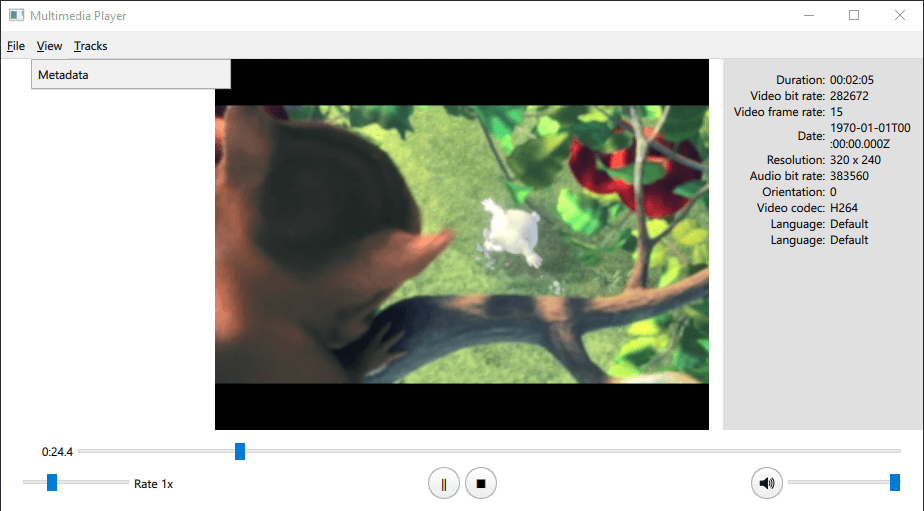 Multimedia Player
File View Tracks
Metadata
Duration: 00:02:05
Video bit rate: 282672
Video frame rate: 15
Date: 1970-01-01T00
:00:00.000Z
Resolution: 320 x 240
Audio bit rate: 383560
Orientation: 0
Video codec: H264
Language: Default
Language: Default
0:24.4
Rate 1x